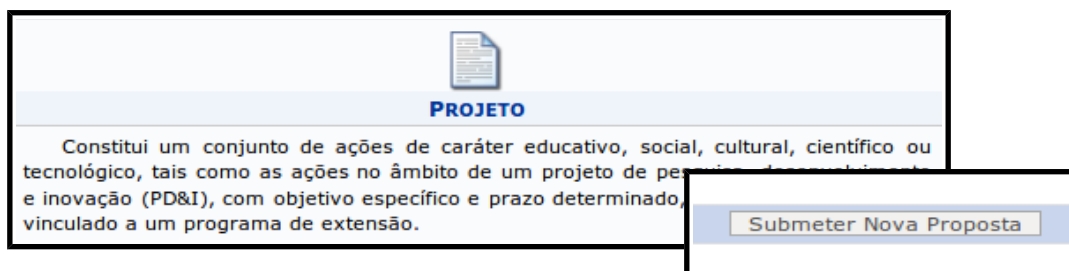 PROJETO
Constitui um conjunto de ações de caráter educativo, social, cultural, científico ou
tecnológico, tais como as ações no âmbito de um projeto de
e inovação (PD&I), com objetivo específico e prazo determinado,
vinculado a um programa de extensão.
Submeter Nova Proposta